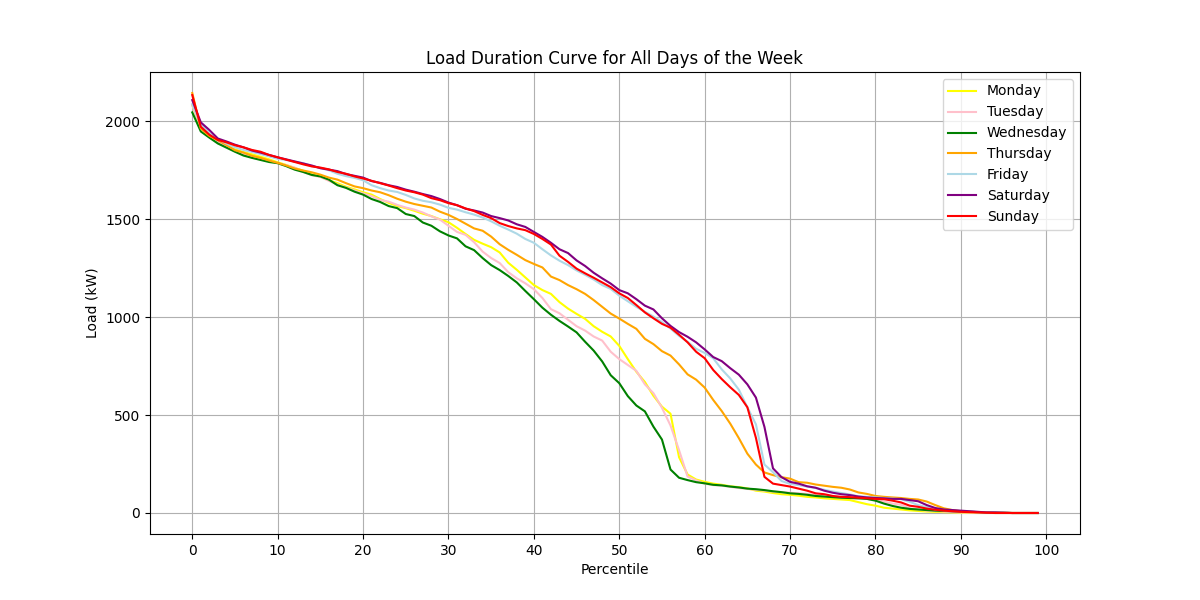 Load Duration Curve for All Days of the Week
Load (kW)
2000
1500
1000
500
0
Monday
Tuesday
Wednesday
Thursday
Friday
Saturday
Sunday
0 10 20 30 40 50 60 70 80 90 100
Percentile